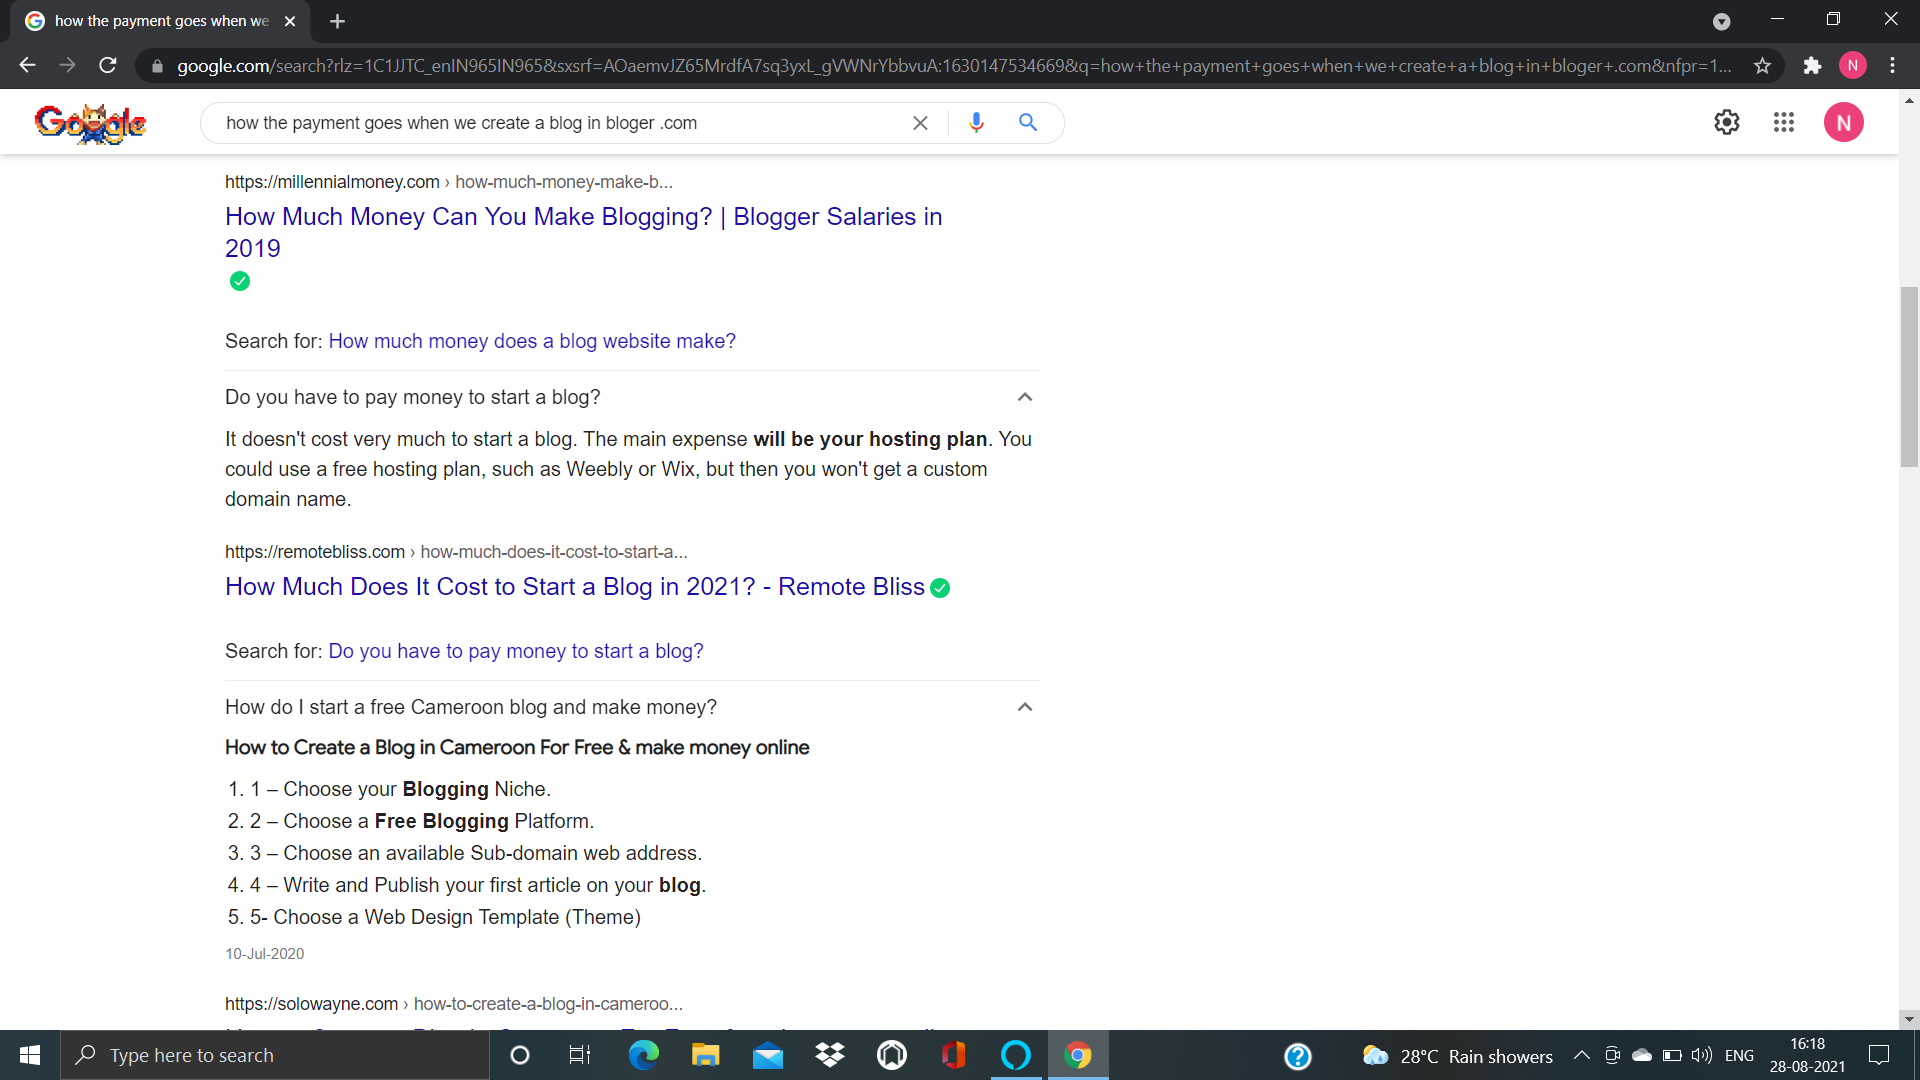 how the payment goes when we
google.com/search?rlz=1C1JJTC_enIN965IN965&sxsrf=AOaemvJZ65MrdfA7sq3yxL_gVWNrYbbvuA:1630147534669&q=how+the+payment+goes+when+we+create+a+blog+in+bloger+.com&nfpr=1...
N
Google
how the payment goes when we create a blog in bloger .com
N
https://millennialmoney.com › how-much-money-make-b...
How Much Money Can You Make Blogging? | Blogger Salaries in
2019
Search for: How much money does a blog website make?
Do you have to pay money to start a blog?
It doesn't cost very much to start a blog. The main expense will be your hosting plan. You
could use a free hosting plan, such as Weebly or Wix, but then you won't get a custom
domain name.
https://remotebliss.com › how-much-does-it-cost-to-start-a...
How Much Does It Cost to Start a Blog in 2021? - Remote Bliss
Search for: Do you have to pay money to start a blog?
How do I start a free Cameroon blog and make money?
How to Create a Blog in Cameroon For Free & make money online
1. 1 – Choose your Blogging Niche.
2. 2 – Choose a Free Blogging Platform.
3. 3 – Choose an available Sub-domain web address.
4. 4 – Write and Publish your first article on your blog.
5. 5- Choose a Web Design Template (Theme)
10-Jul-2020
https://solowayne.com › how-to-create-a-blog-in-cameroo...
Type here to search
28°C Rain showers
ENG
16:18
28-08-2021